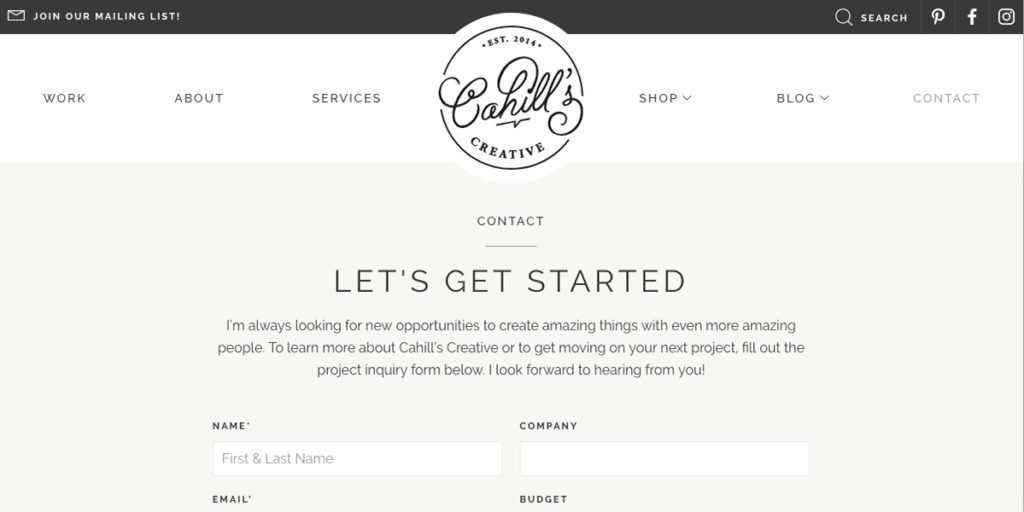 JOIN OUR MAILING LIST!
SEARCH
WORK
ABOUT
SERVICES
• EST. 2014 •
Cahill's
CREATIVE
SHOP
BLOG
CONTACT
CONTACT
LET'S GET STARTED
I'm always looking for new opportunities to create amazing things with even more amazing
people. To learn more about Cahill's Creative or to get moving on your next project, fill out the
project inquiry form below. I look forward to hearing from you!
NAME*
COMPANY
First & Last Name
EMAIL*
BUDGET